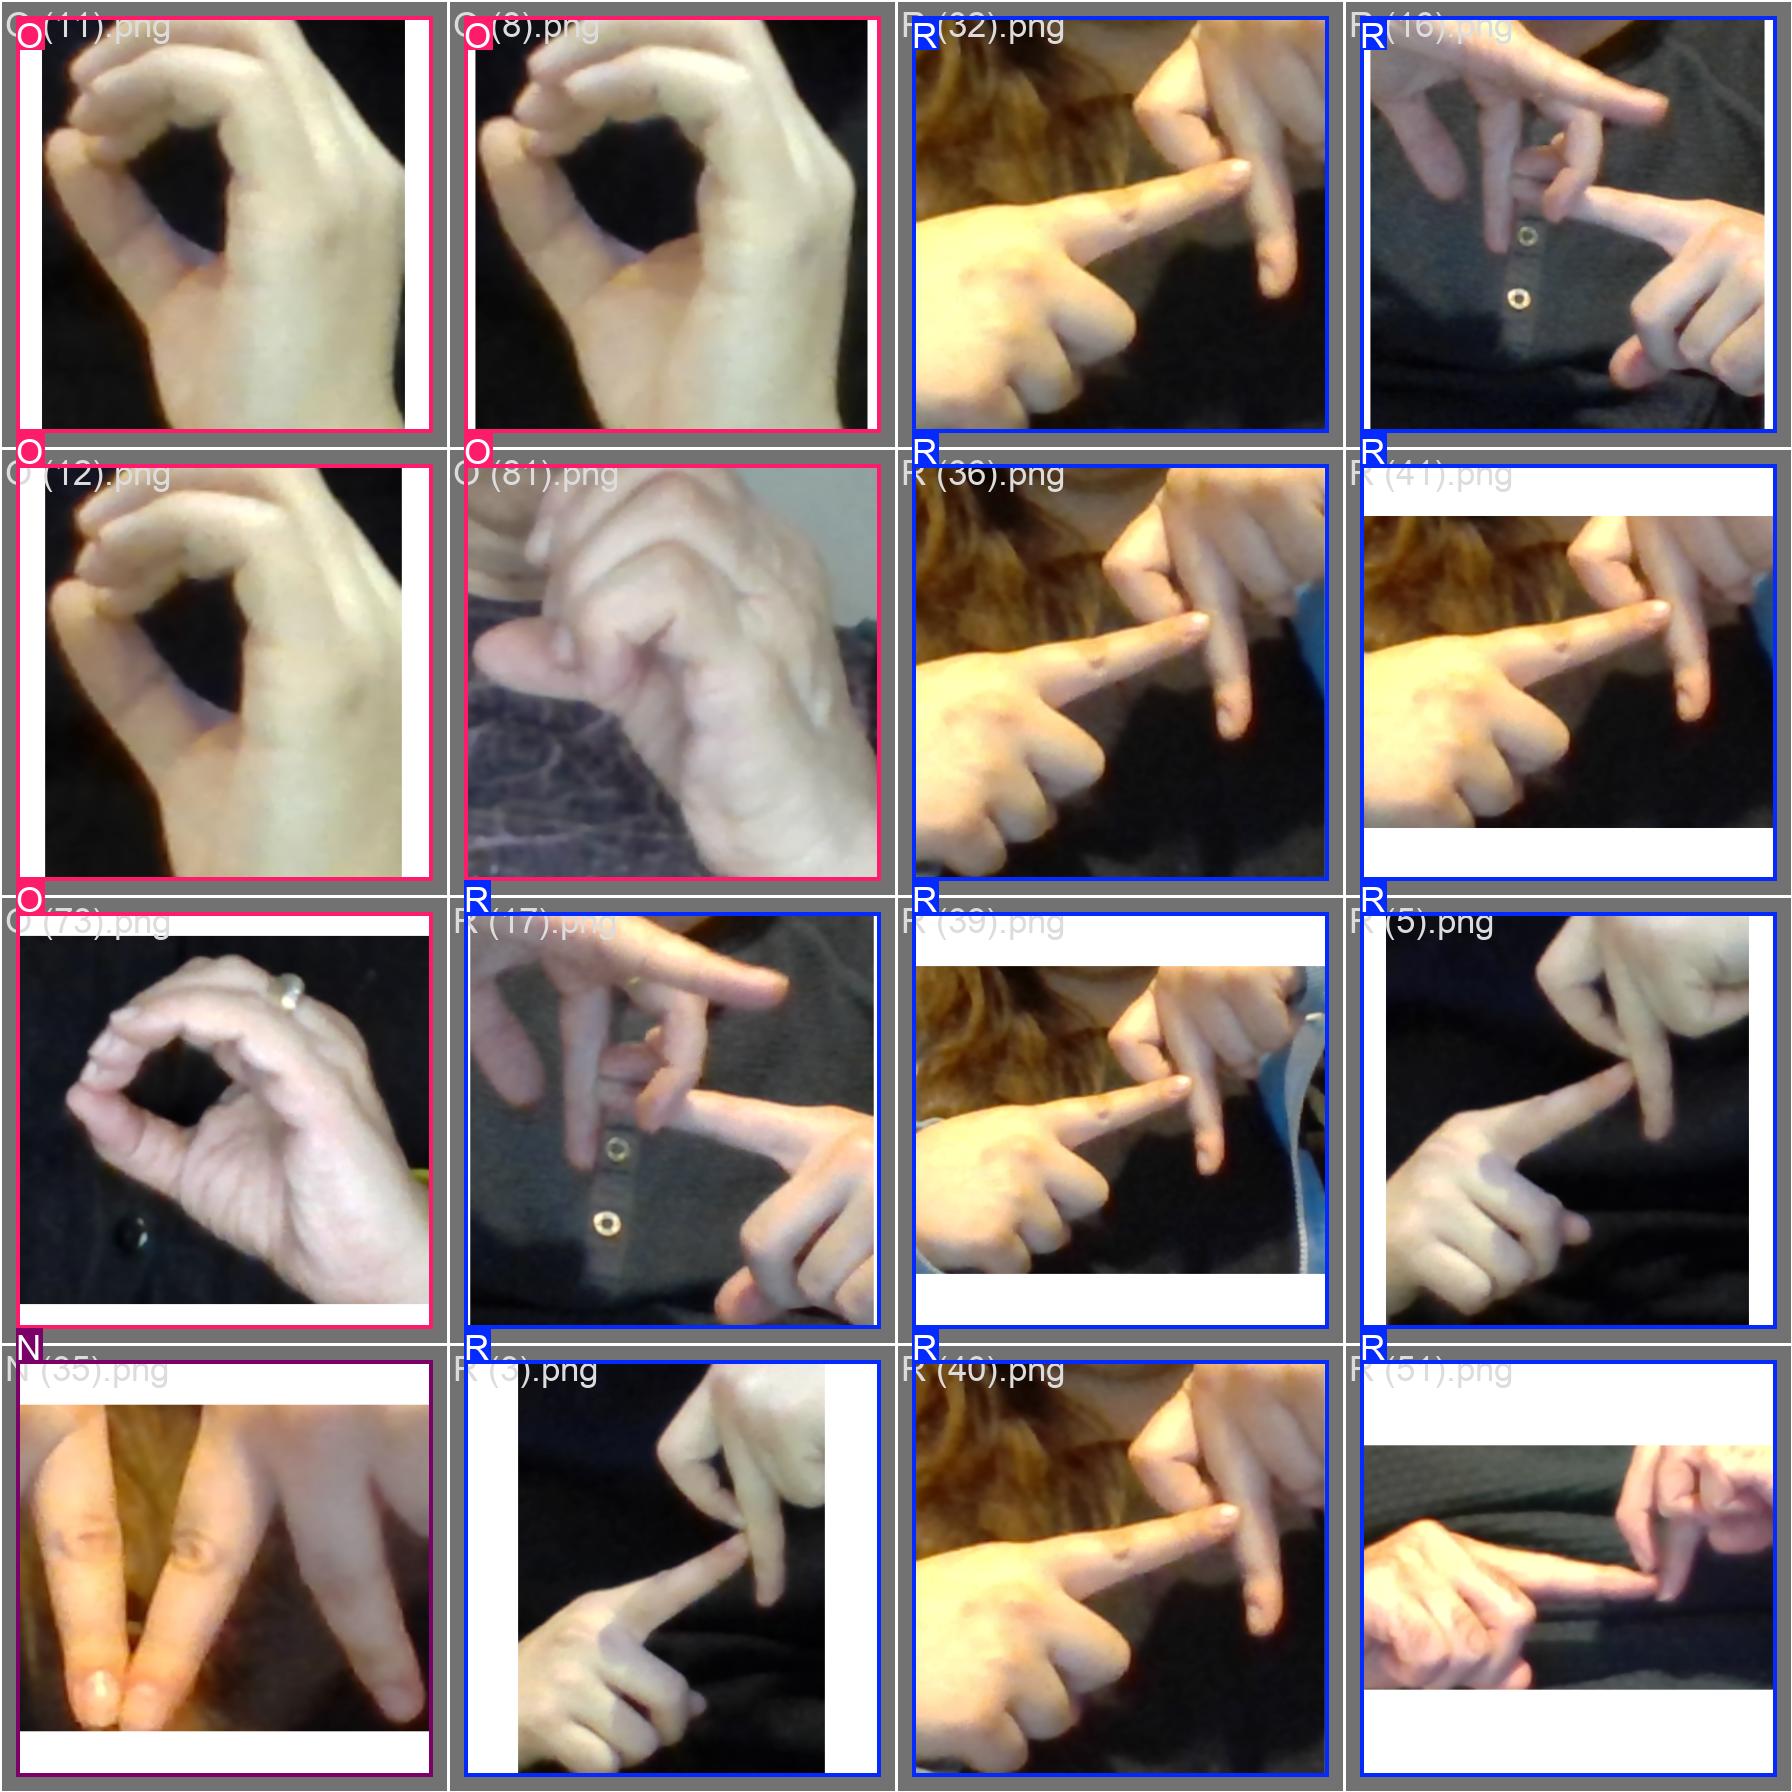 O (11).png
O
O (8).png
O
R (32).png
R
R (16).png
R
O (12).png
O
O (81).png
O
R (36).png
R
R (41).png
R
O (73).png
O
R (17).png
R
R (39).png
R
R (5).png
R
N (35).png
N
R (3).png
R
R (40).png
R
R (51).png
R